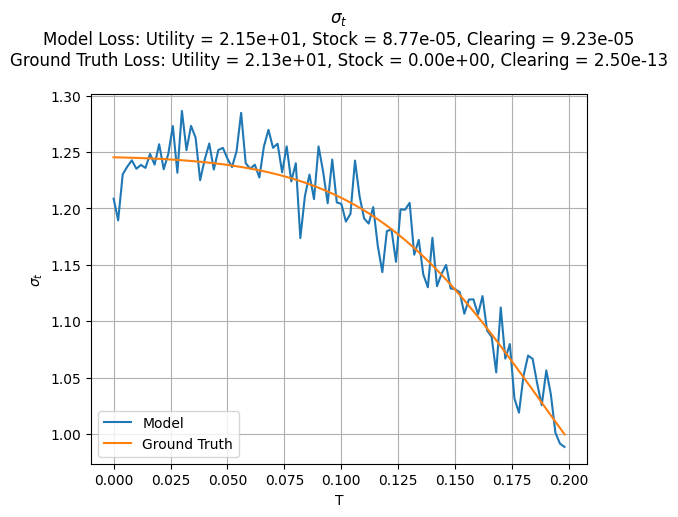 σ_t
Model Loss: Utility = 2.15e+01, Stock = 8.77e-05, Clearing = 9.23e-05
Ground Truth Loss: Utility = 2.13e+01, Stock = 0.00e+00, Clearing = 2.50e-13
1.30
1.25
1.20
1.15
1.10
1.05
1.00
σ_t
Model
Ground Truth
0.000 0.025 0.050 0.075 0.100 0.125 0.150 0.175 0.200
T